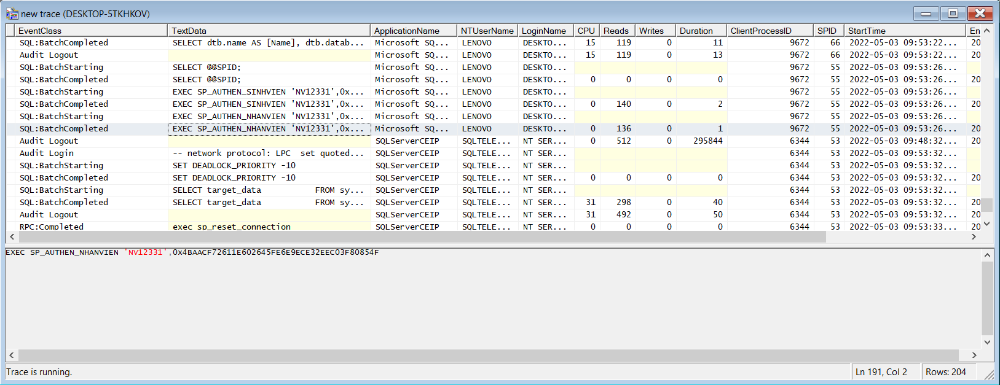 new trace (DESKTOP-5TKHKOV)
EventClass TextData ApplicationName NTUserName LoginName CPU Reads Writes Duration ClientProcessID SPID StartTime En
SQL:BatchCompleted SELECT dtb.name AS [Name], dtb.datab... Microsoft SQ... LENOVO DESKTO... 15 119 0 11 9672 66 2022-05-03 09:53:22... 20
Audit Logout Microsoft SQ... LENOVO DESKTO... 15 119 0 13 9672 66 2022-05-03 09:53:22... 20
SQL:BatchStarting SELECT @@SPID; Microsoft SQ... LENOVO DESKTO... 9672 55 2022-05-03 09:53:26...
SQL:BatchCompleted SELECT @@SPID; Microsoft SQ... LENOVO DESKTO... 0 0 0 0 9672 55 2022-05-03 09:53:26... 20
SQL:BatchStarting EXEC SP_AUTHEN_SINHVIEN 'NV12331',0x... Microsoft SQ... LENOVO DESKTO... 9672 55 2022-05-03 09:53:26...
SQL:BatchCompleted EXEC SP_AUTHEN_SINHVIEN 'NV12331',0x... Microsoft SQ... LENOVO DESKTO... 0 140 0 2 9672 55 2022-05-03 09:53:26... 20
SQL:BatchStarting EXEC SP_AUTHEN_NHANVIEN 'NV12331',0x... Microsoft SQ... LENOVO DESKTO... 9672 55 2022-05-03 09:53:26...
SQL:BatchCompleted EXEC SP_AUTHEN_NHANVIEN 'NV12331',0x... Microsoft SQ... LENOVO DESKTO... 0 136 0 1 9672 55 2022-05-03 09:53:26... 20
Audit Logout SQLServerCEIP SQLTELE... NT SER... 0 512 0 295844 6344 53 2022-05-03 09:48:32... 20
Audit Login -- network protocol: LPC set quoted... SQLServerCEIP SQLTELE... NT SER... 6344 53 2022-05-03 09:53:32...
SQL:BatchStarting SET DEADLOCK_PRIORITY -10 SQLServerCEIP SQLTELE... NT SER... 6344 53 2022-05-03 09:53:32...
SQL:BatchCompleted SET DEADLOCK_PRIORITY -10 SQLServerCEIP SQLTELE... NT SER... 0 0 0 0 6344 53 2022-05-03 09:53:32... 20
SQL:BatchStarting SELECT target_data FROM sy... SQLServerCEIP SQLTELE... NT SER... 6344 53 2022-05-03 09:53:32...
SQL:BatchCompleted SELECT target_data FROM sy... SQLServerCEIP SQLTELE... NT SER... 31 298 0 40 6344 53 2022-05-03 09:53:32... 20
Audit Logout SQLServerCEIP SQLTELE... NT SER... 31 492 0 50 6344 53 2022-05-03 09:53:32... 20
RPC:Completed exec sp_reset_connection SQLServerCEIP SQLTELE... NT SER... 0 0 0 0 6344 53 2022-05-03 09:53:33... 20
EXEC SP_AUTHEN_NHANVIEN 'NV12331',0x4BAACF72611E602645FE6E9ECE32EEC03F80854F
Trace is running. Ln 191, Col 2 Rows: 204